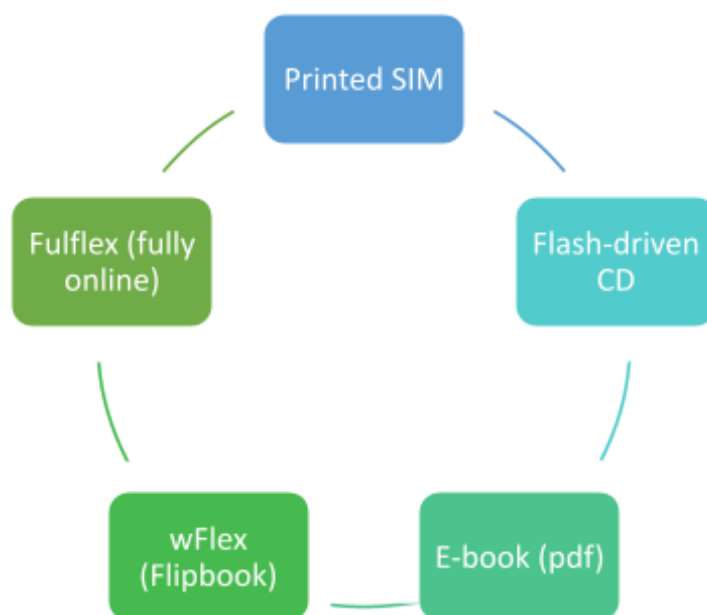 Printed SIM
Flash-driven
CD
E-book (pdf)
wFlex
(Flipbook)
Fulflex (fully
online)